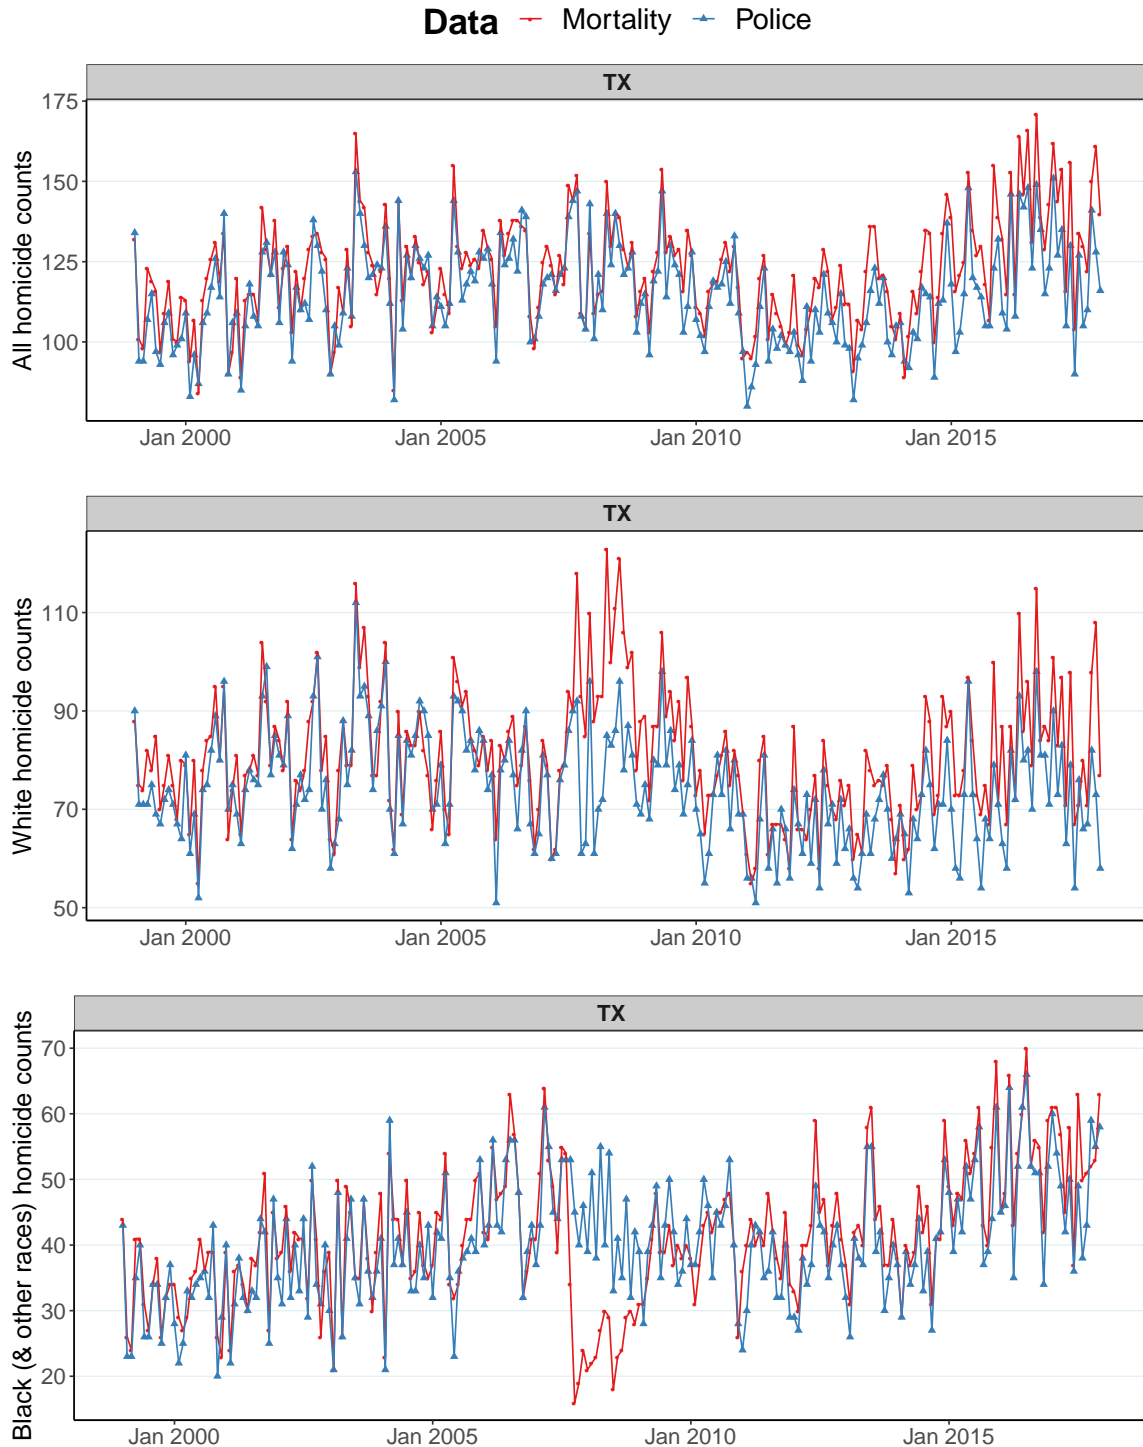 Data Mortality Police
TX
All homicide counts
175
150
125
100
Jan 2000 Jan 2005 Jan 2010 Jan 2015
TX
White homicide counts
110
90
70
50
Jan 2000 Jan 2005 Jan 2010 Jan 2015
TX
Black (& other races) homicide counts
70
60
50
40
30
20
Jan 2000 Jan 2005 Jan 2010 Jan 2015